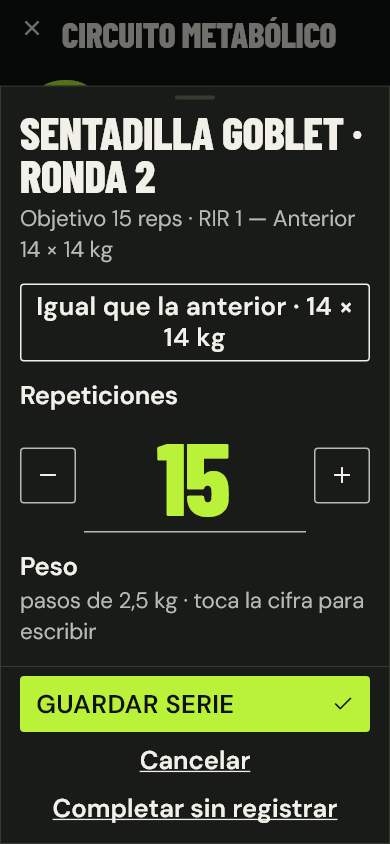 CIRCUITO METABÓLICO
SENTADILLA GOBLET ·
RONDA 2
Objetivo 15 reps · RIR 1 — Anterior
14 × 14 kg
Igual que la anterior · 14 ×
14 kg
Repeticiones
− 15 +
Peso
pasos de 2,5 kg · toca la cifra para
escribir
GUARDAR SERIE
Cancelar
Completar sin registrar